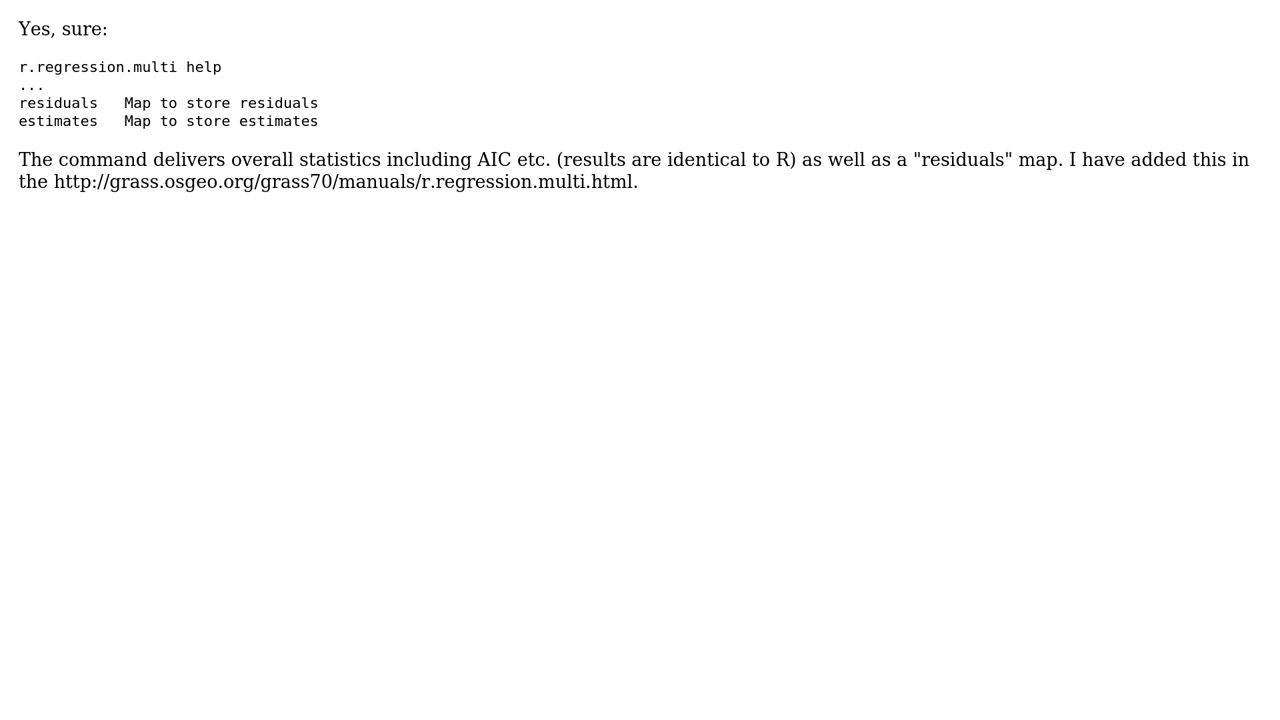 Yes, sure:
r.regression.multi help
...
residuals   Map to store residuals
estimates   Map to store estimates
The command delivers overall statistics including AIC etc. (results are identical to R) as well as a "residuals" map. I have added this in
the http://grass.osgeo.org/grass70/manuals/r.regression.multi.html.